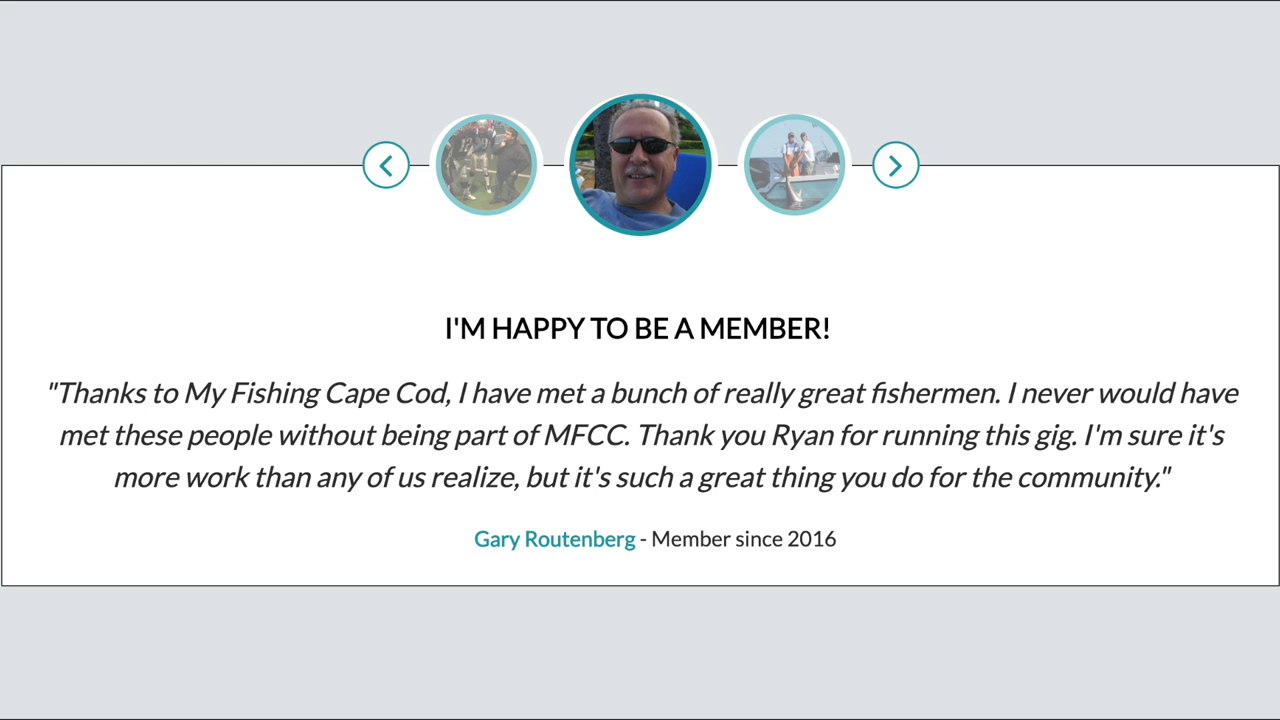 I'M HAPPY TO BE A MEMBER!
"Thanks to My Fishing Cape Cod, I have met a bunch of really great fishermen. I never would have
met these people without being part of MFCC. Thank you Ryan for running this gig. I'm sure it's
more work than any of us realize, but it's such a great thing you do for the community."
Gary Routenberg - Member since 2016